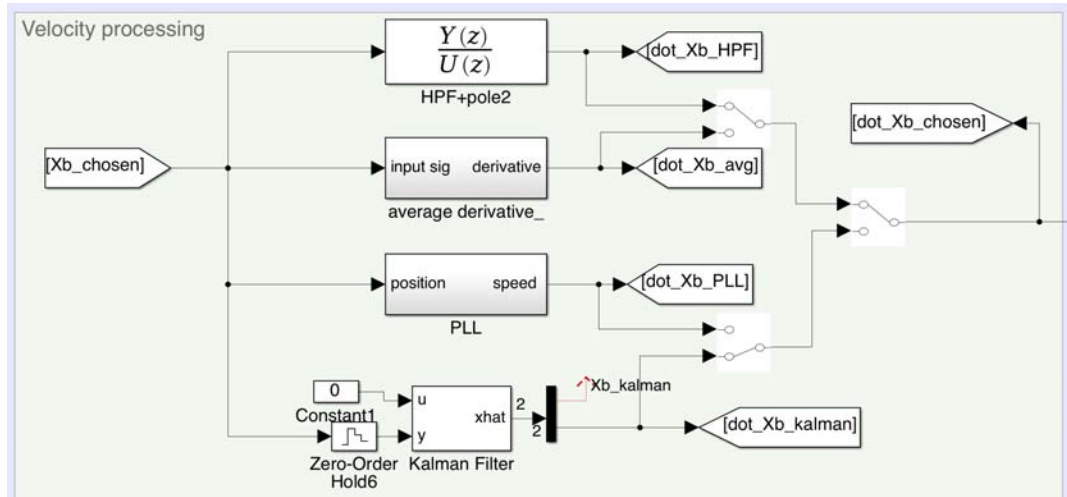 Velocity processing
Y(z)
U(z)
HPF+pole2
[dot_Xb_HPF]
[dot_Xb_chosen]
[Xb_chosen]
input sig derivative
average derivative_
[dot_Xb_avg]
position speed
PLL
[dot_Xb_PLL]
0
Constant1
Zero-Order
Hold6
u
y
xhat
Kalman Filter
2
2
Xb_kalman
[dot_Xb_kalman]